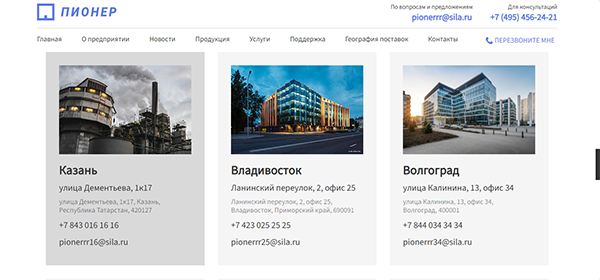 ПИОНЕР
По вопросам и предложениям
pionerrr@sila.ru
Для консультаций
+7 (495) 456-24-21
Главная О предприятии Новости Продукция Услуги Поддержка География поставок Контакты ПЕРЕЗВОНИТЕ МНЕ
Казань
улица Дементьева, 1к17
улица Дементьева, 1к17, Казань,
Республика Татарстан, 420127
+7 843 016 16 16
pionerrr16@sila.ru
Владивосток
Ланинский переулок, 2, офис 25
Ланинский переулок, 2, офис 25,
Владивосток, Приморский край, 690091
+7 423 025 25 25
pionerrr25@sila.ru
Волгоград
улица Калинина, 13, офис 34
улица Калинина, 13, офис 34,
Волгоград, 400001
+7 844 034 34 34
pionerrr34@sila.ru